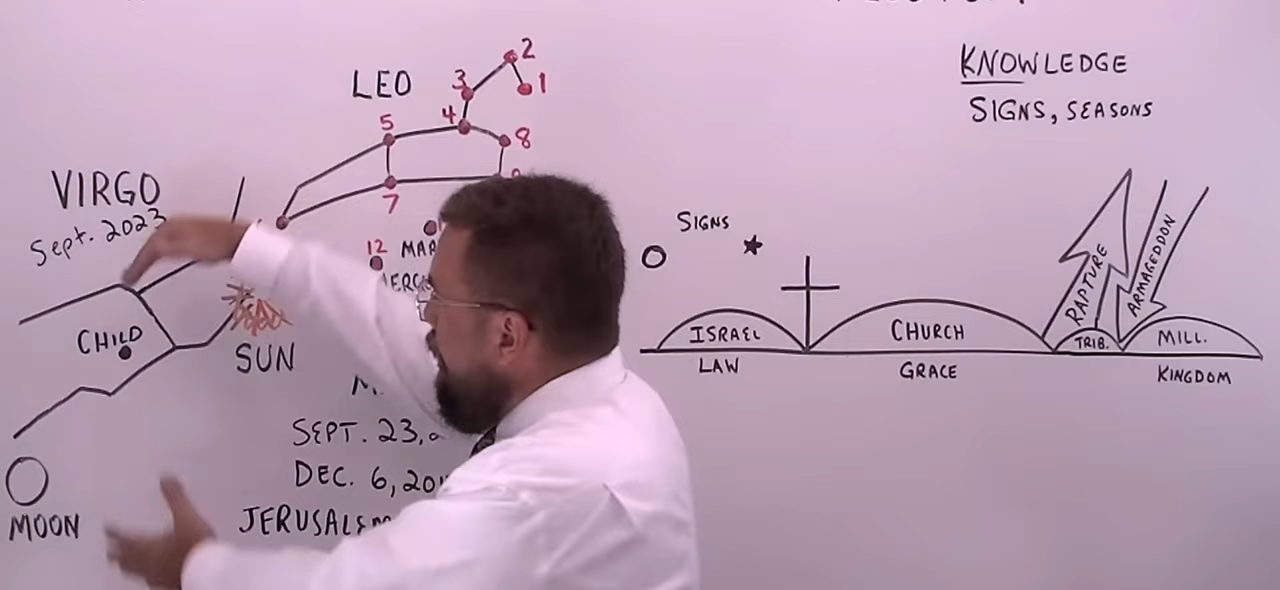 KNOWLEDGE
SIGNS, SEASONS
LEO
2
1
3
4
5
8
7
VIRGO
Sept. 2023
12
CHILD
SUN
SEPT. 23,
DEC. 6, 20
MOON
SIGNS
ISRAEL
CHURCH
RAPTURE
ARMAGEDDON
TRIB.
MILL.
LAW
GRACE
KINGDOM